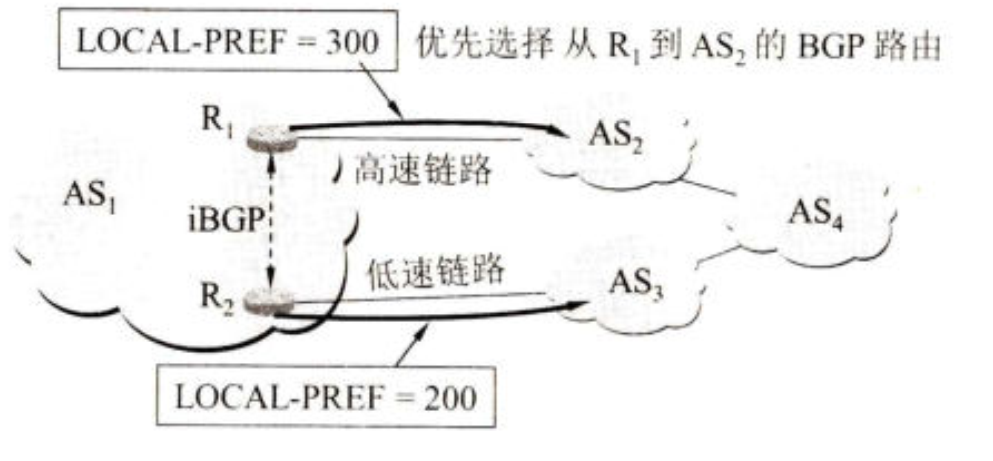 LOCAL-PREF = 300
优先选择 从 R₁ 到 AS₂ 的 BGP 路由
R₁
AS₂
高速链路
AS₁
iBGP
AS₄
低速链路
R₂
AS₃
LOCAL-PREF = 200